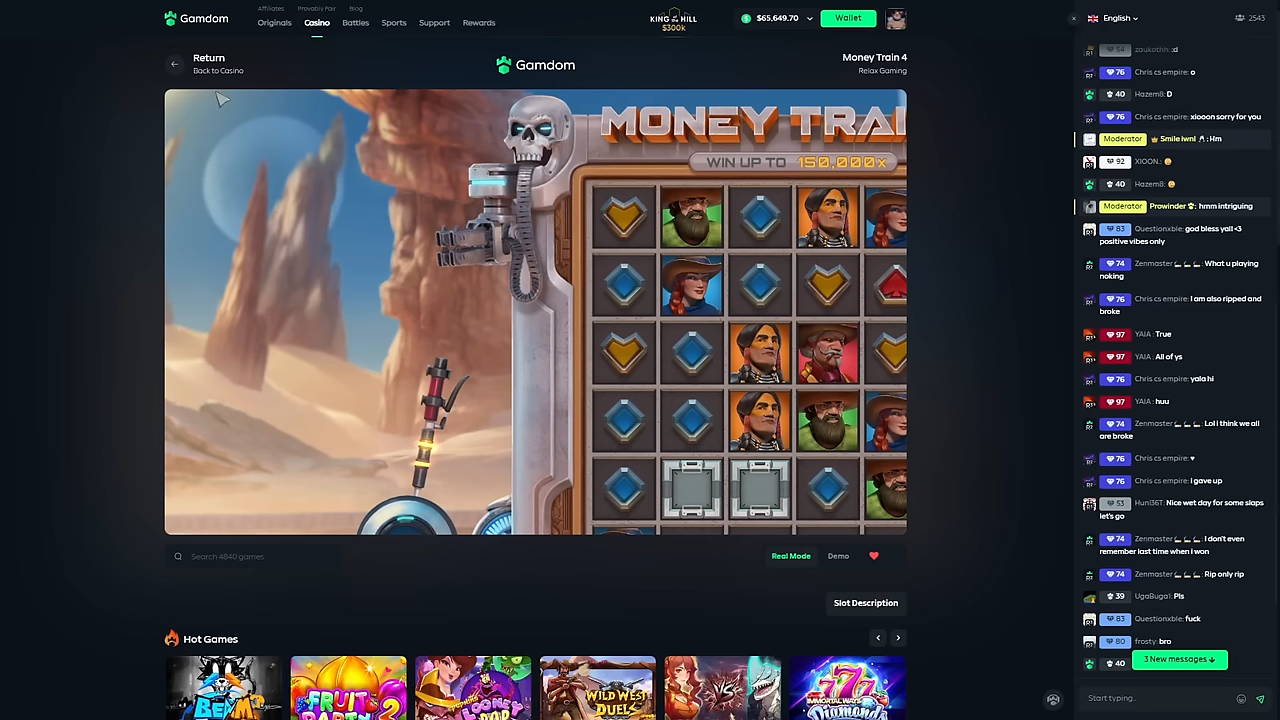 Gamdom
Affiliates Provably Fair Blog
Originals Casino Battles Sports Support Rewards
KING OF THE HILL
$300k
$65,649.70
Wallet
English
2543
Return
Back to Casino
Gamdom
Money Train 4
Relax Gaming
MONEY TRAI
WIN UP TO 150,000x
Search 4840 games
Real Mode
Demo
Slot Description
Hot Games
FRUIT
PARTY 2
WILD WEST
DUELS
VS
777
IMMORTAL WAYS
Diamonds
54 zaukothh: :d
76 Chris cs empire: o
40 Hazem8: D
76 Chris cs empire: xiooon sorry for you
Moderator Smile iwnl : Hm
92 XIOON.:
40 Hazem8:
Moderator Prowinder : hmm intriguing
83 Questionxble: god bless yall <3
positive vibes only
74 Zenmaster : What u playing
noking
76 Chris cs empire: I am also ripped and
broke
97 YAIA : True
97 YAIA : All of ys
76 Chris cs empire: yala hi
97 YAIA : huu
74 Zenmaster : Lol i think we all
are broke
76 Chris cs empire: ♥
76 Chris cs empire: i gave up
53 Huni36T: Nice wet day for some slaps
let's go
74 Zenmaster : I don't even
remember last time when i won
74 Zenmaster : Rip only rip
39 UgaBuga1: Pls
83 Questionxble: fuck
80 frosty: bro
40
3 New messages
Start typing..